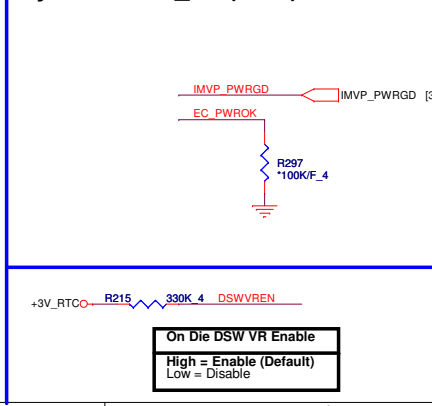 IMVP_PWRGD
IMVP_PWRGD [3
EC_PWROK
R297
*100K/F_4
+3V_RTC R215 330K_4 DSWVREN
On Die DSW VR Enable
High = Enable (Default)
Low = Disable